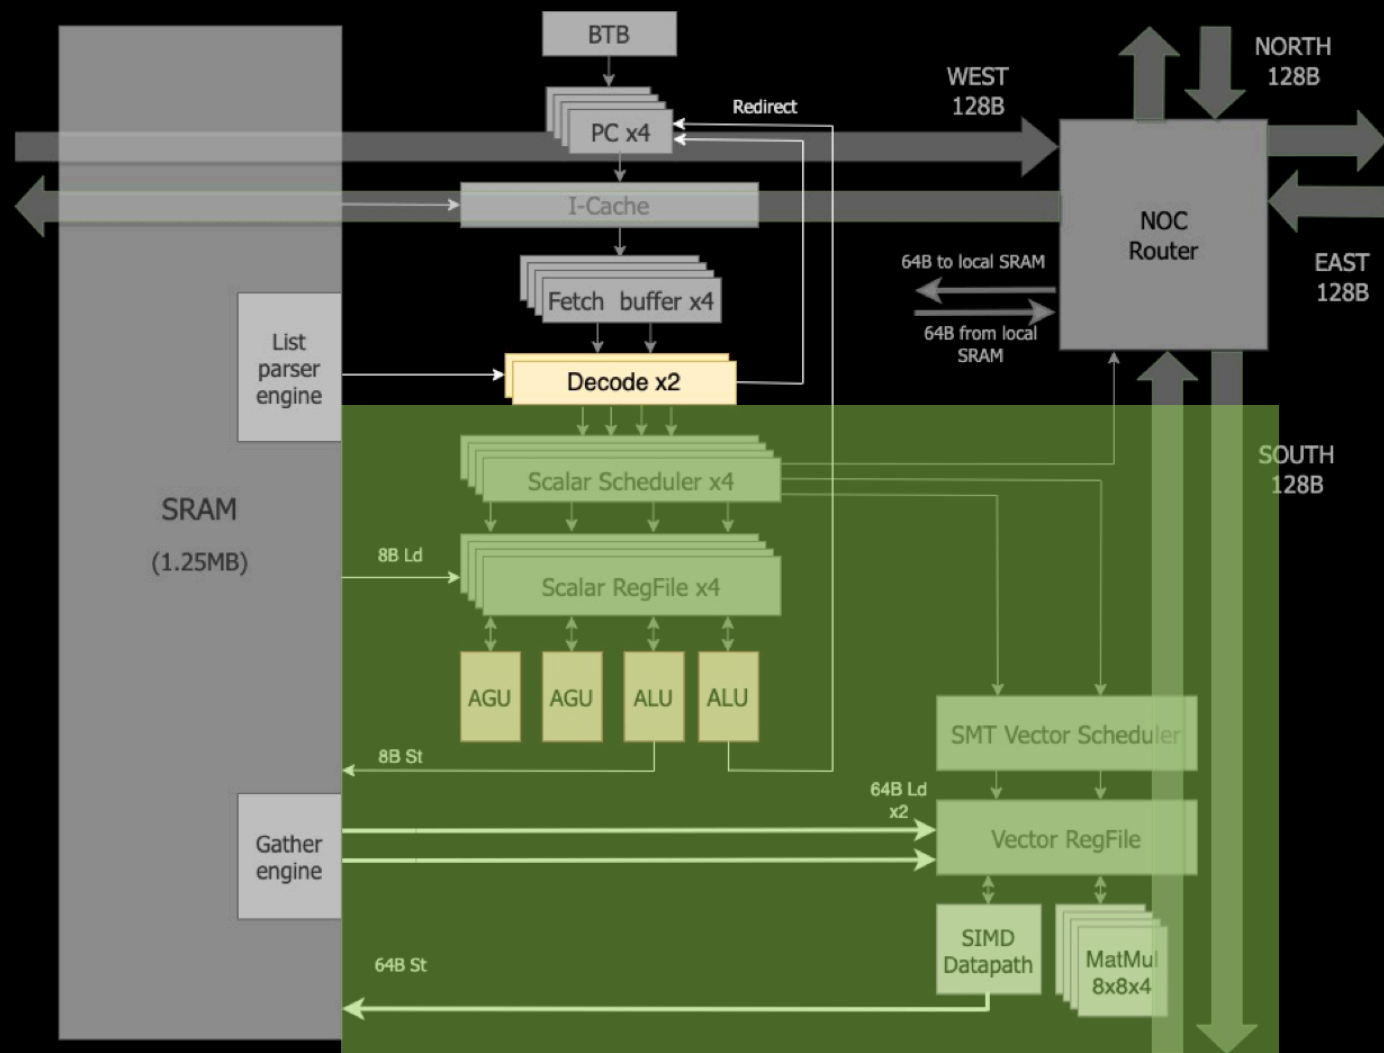 BTB
NORTH
128B
WEST
128B
Redirect
PC x4
I-Cache
NOC
Router
64B to local SRAM
EAST
128B
Fetch buffer x4
64B from local
SRAM
List
parser
engine
Decode x2
SOUTH
128B
Scalar Scheduler x4
SRAM
(1.25MB)
8B Ld
Scalar RegFile x4
AGU
AGU
ALU
ALU
SMT Vector Scheduler
8B St
64B Ld
x2
Gather
engine
Vector RegFile
SIMD
Datapath
MatMul
8x8x4
64B St